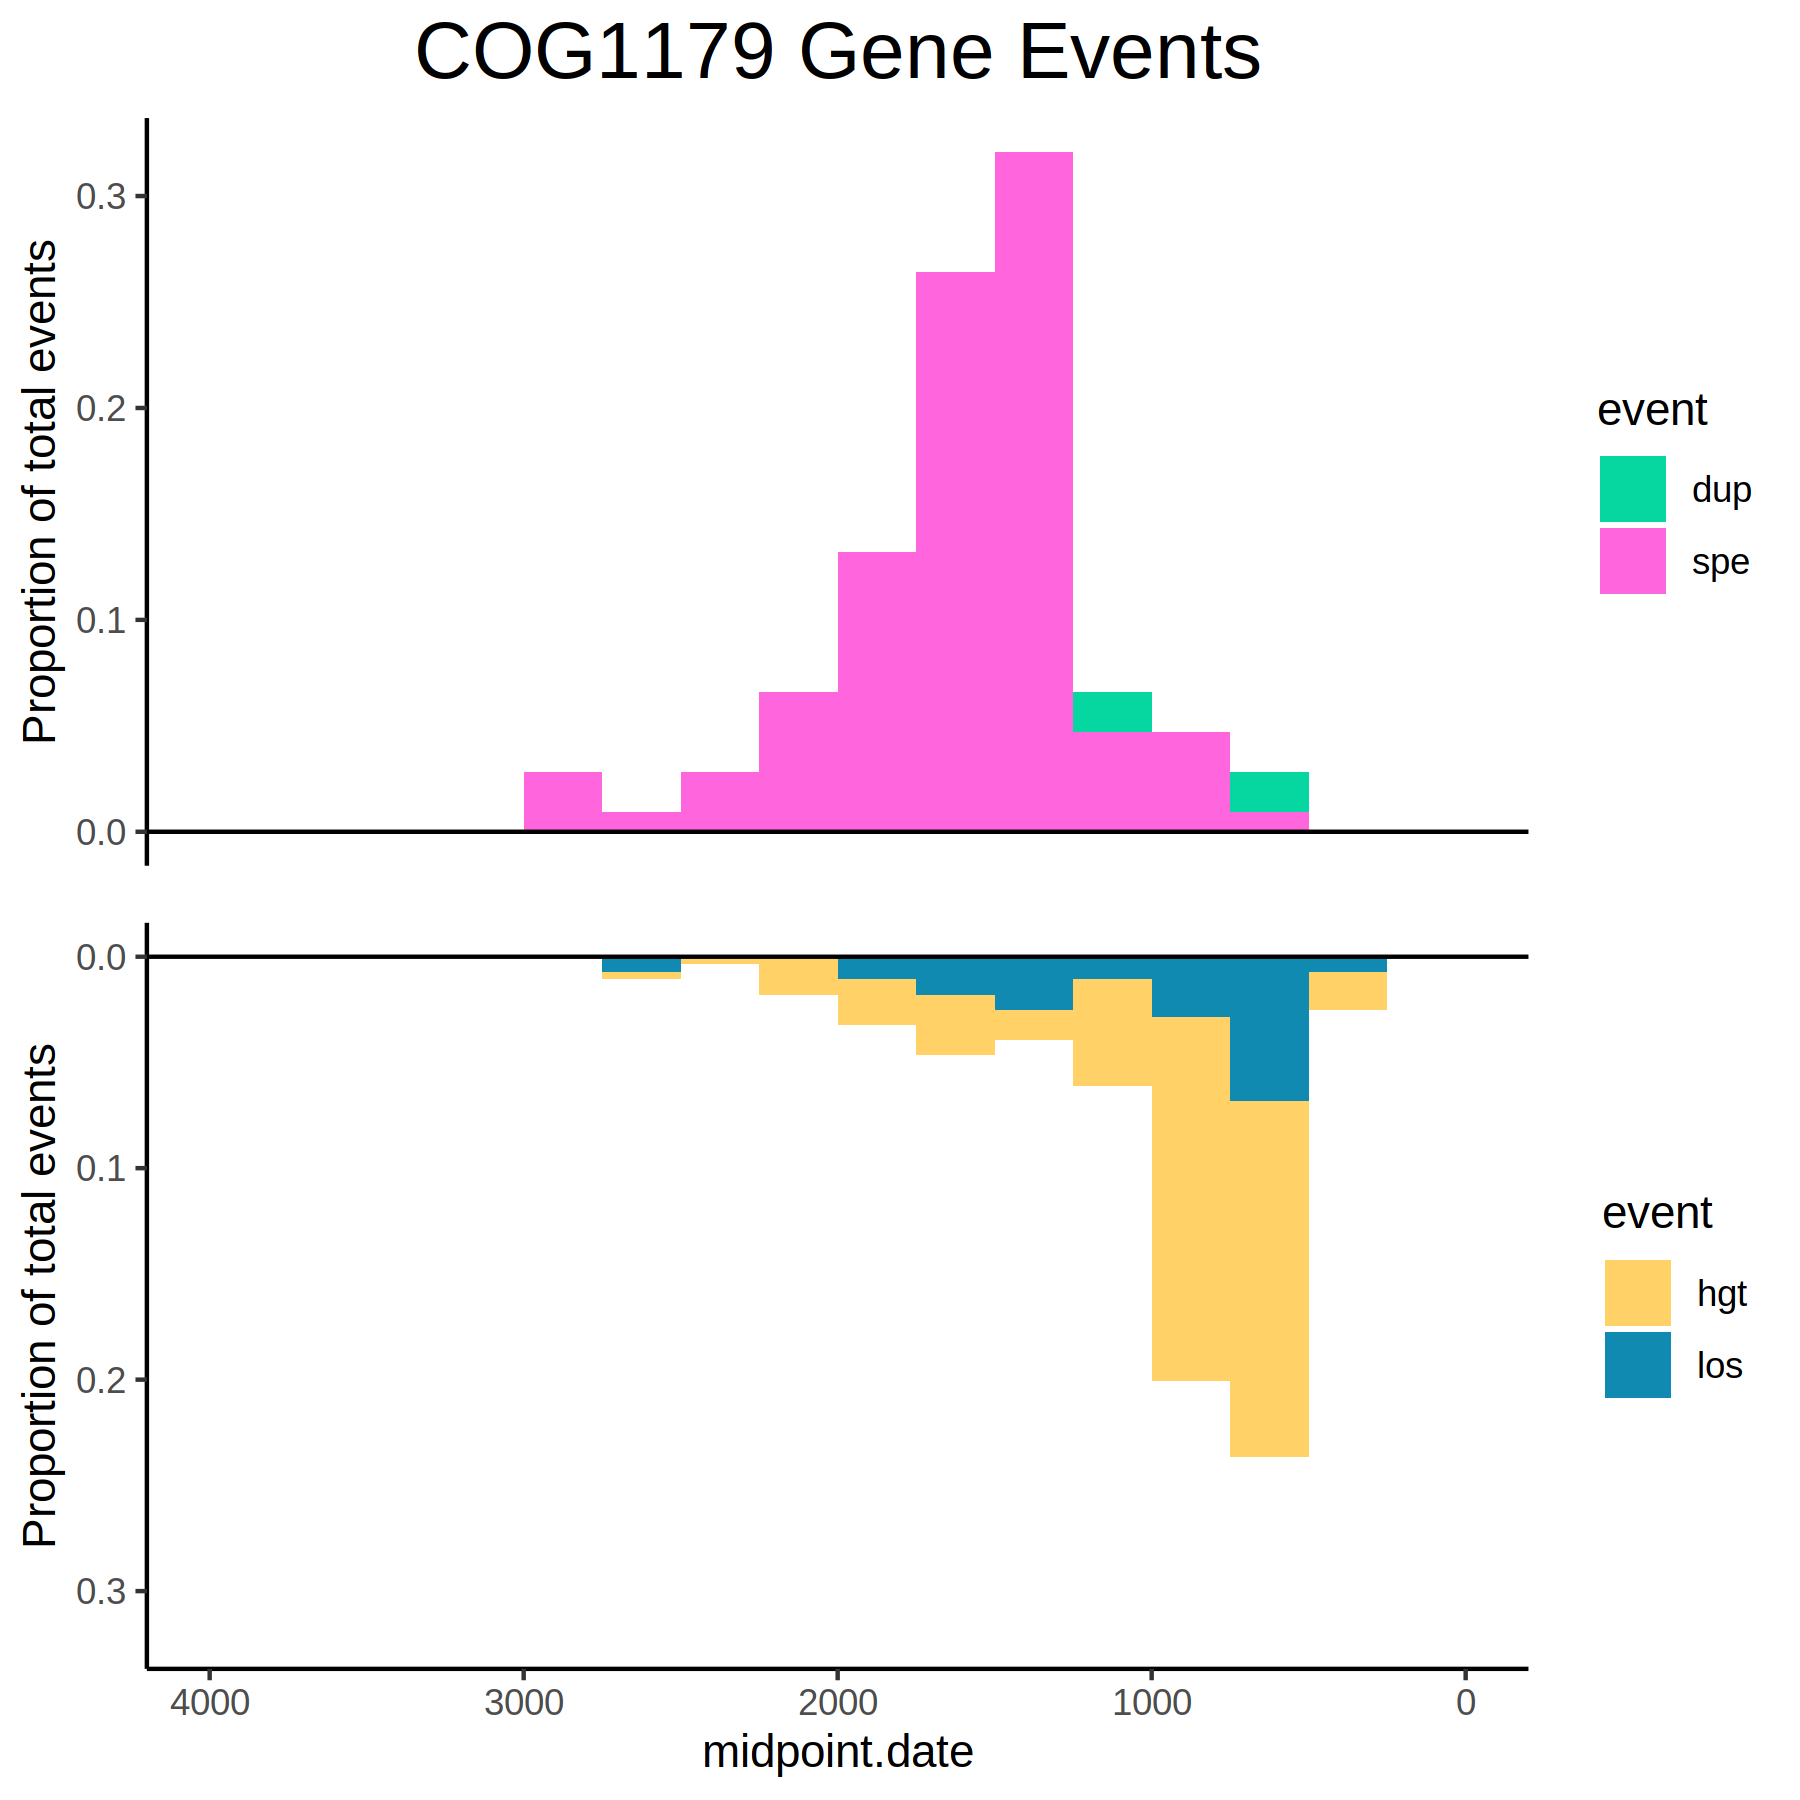 COG1179 Gene Events
Proportion of total events
0.3
0.2
0.1
0.0
event
dup
spe
Proportion of total events
0.0
0.1
0.2
0.3
event
hgt
los
4000 3000 2000 1000 0
midpoint.date